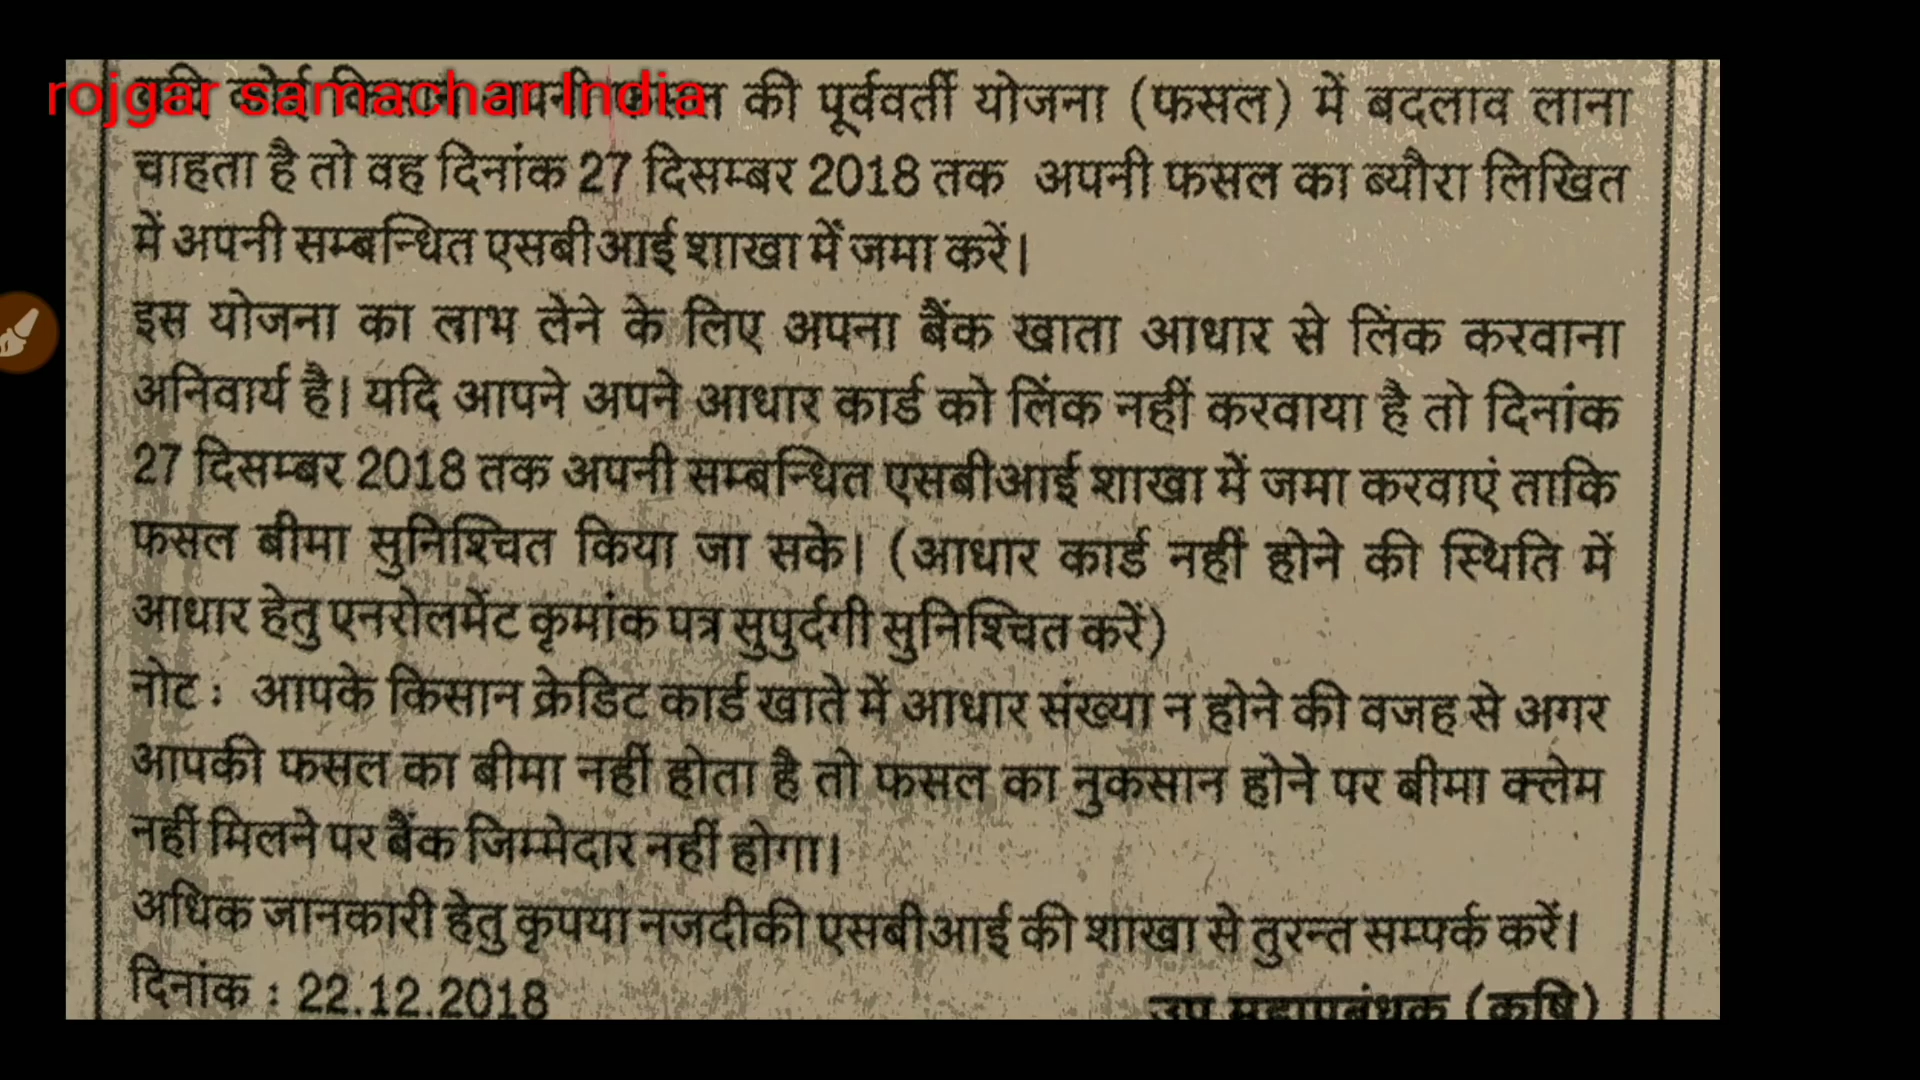 rojgar samachar India
की पूर्ववर्ती योजना (फसल) में बदलाव लाना
चाहता है तो वह दिनांक 27 दिसम्बर 2018 तक अपनी फसल का ब्यौरा लिखित
में अपनी सम्बन्धित एसबीआई शाखा में जमा करें।
इस योजना का लाभ लेने के लिए अपना बैंक खाता आधार से लिंक करवाना
अनिवार्य है। यदि आपने अपने आधार कार्ड को लिंक नहीं करवाया है तो दिनांक
27 दिसम्बर 2018 तक अपनी सम्बन्धित एसबीआई शाखा में जमा करवाएं ताकि
फसल बीमा सुनिश्चित किया जा सके। (आधार कार्ड नहीं होने की स्थिति में
आधार हेतु एनरोलमेंट कृमांक पत्र सुपुर्दगी सुनिश्चित करें)
नोट : आपके किसान क्रेडिट कार्ड खाते में आधार संख्या न होने की वजह से अगर
आपकी फसल का बीमा नहीं होता है तो फसल का नुकसान होने पर बीमा क्लेम
नहीं मिलने पर बैंक जिम्मेदार नहीं होगा।
अधिक जानकारी हेतु कृपया नजदीकी एसबीआई की शाखा से तुरन्त सम्पर्क करें।
दिनांक : 22.12.2018
उप महाप्रबंधक (कृषि)